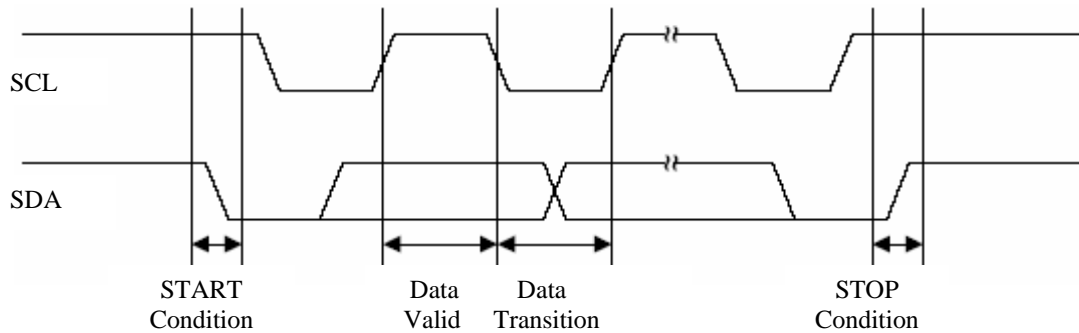 SCL
SDA
START
Condition
Data
Valid
Data
Transition
STOP
Condition